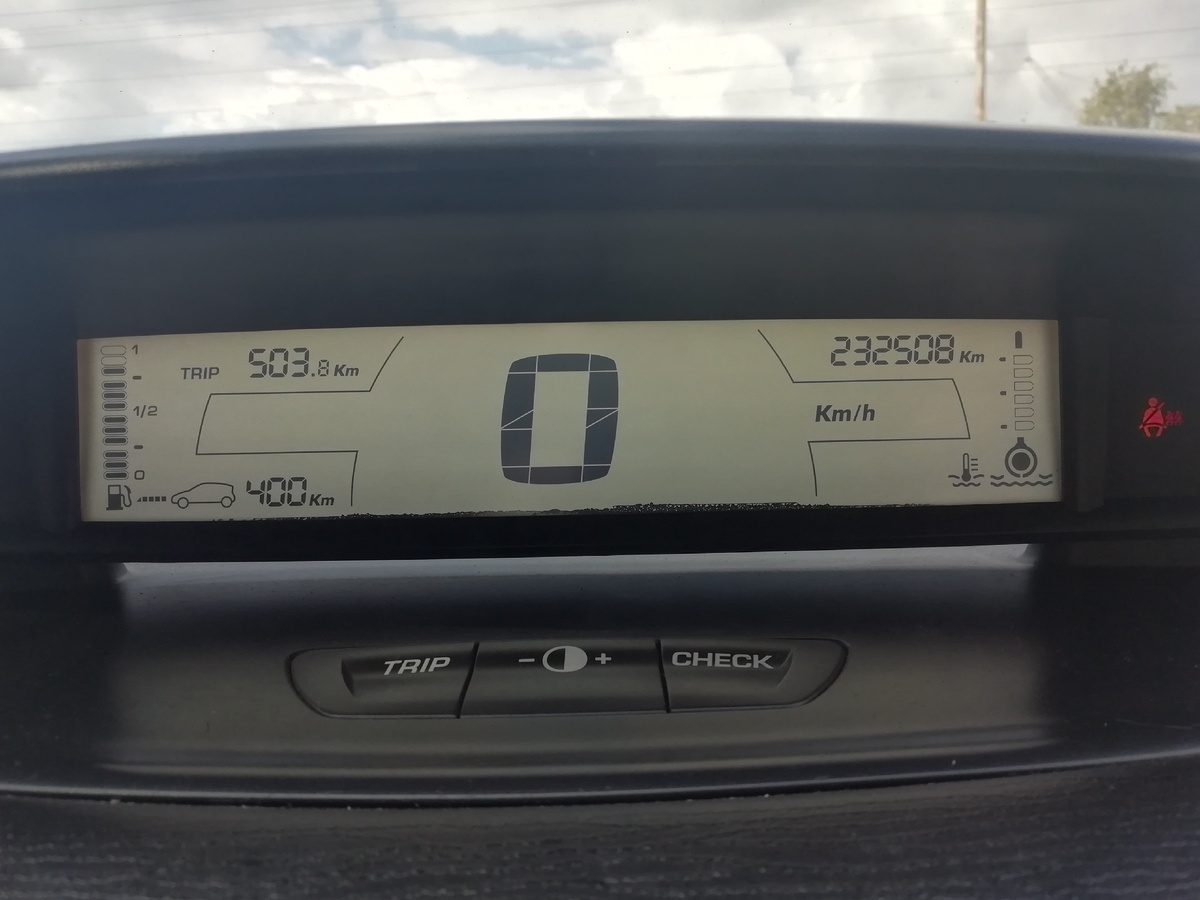 1
TRIP 503.8 Km
1/2
0
400 Km
0
232508 Km
Km/h
TRIP
- +
CHECK